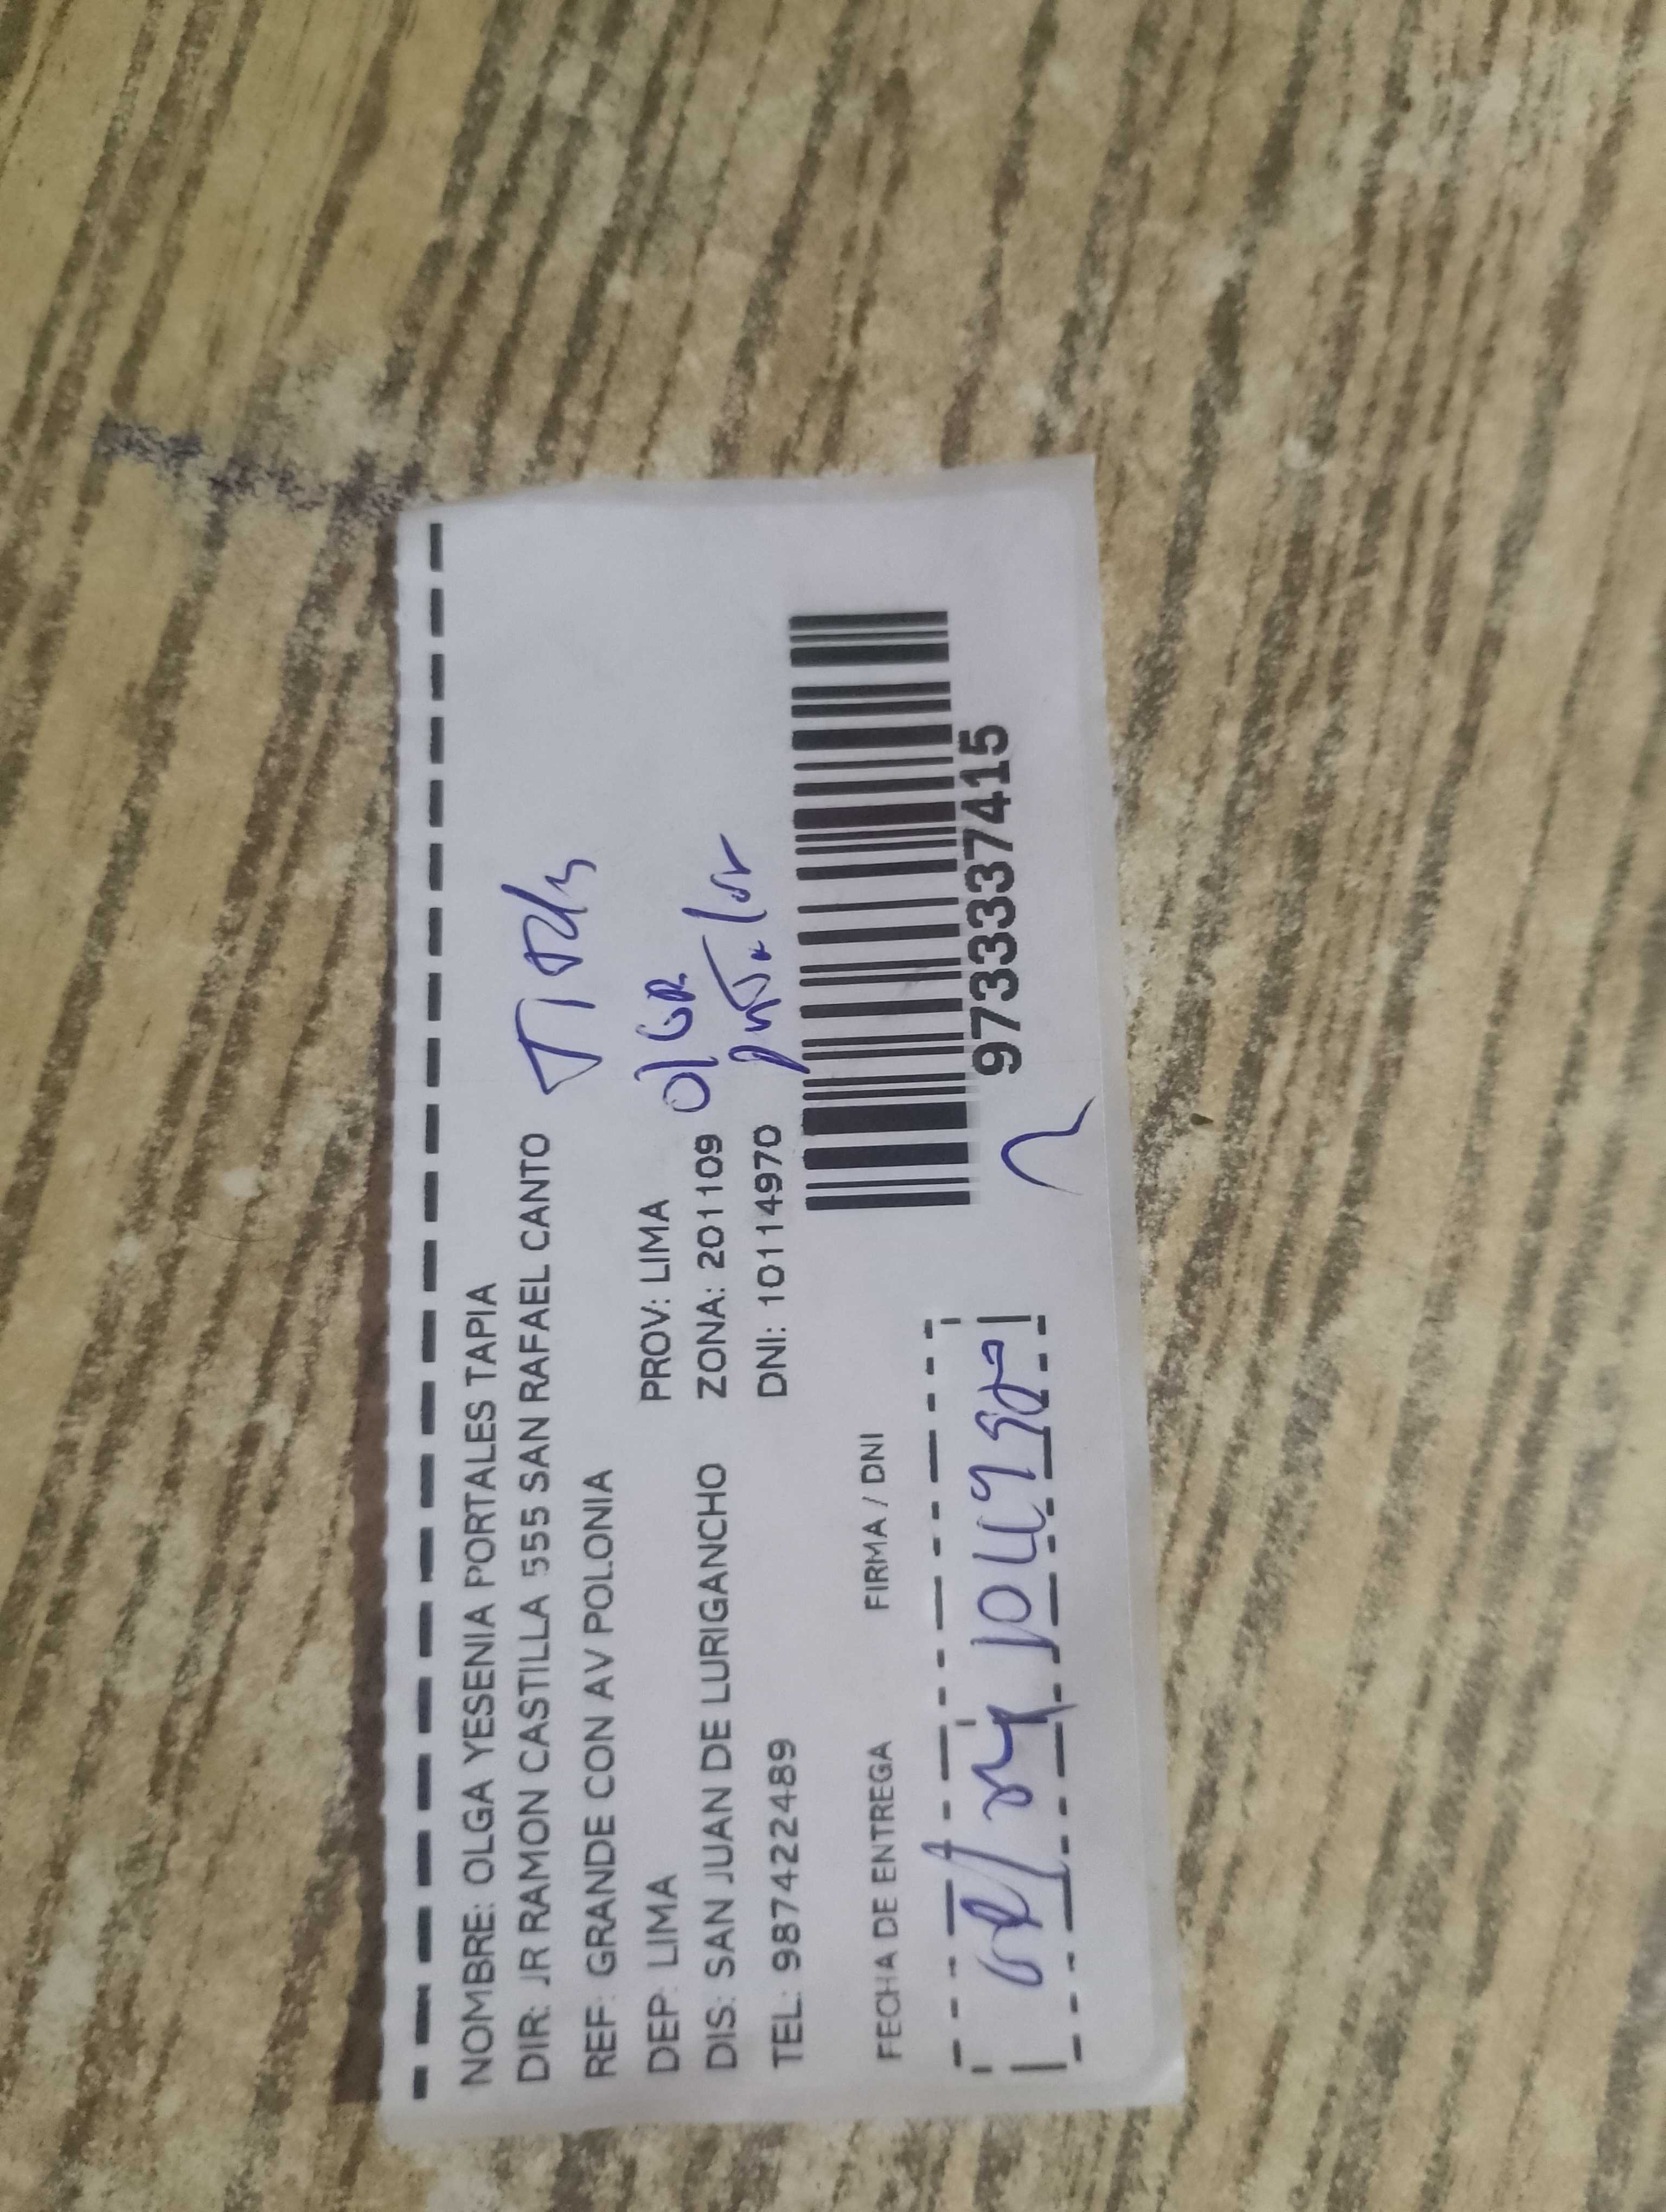 NOMBRE: OLGA YESENIA PORTALES TAPIA
DIR: JR RAMON CASTILLA 555 SAN RAFAEL CANTO
REF: GRANDE CON AV POLONIA
DEP: LIMA PROV: LIMA
DIS: SAN JUAN DE LURIGANCHO ZONA: 201109
TEL: 987422489 DNI: 10114970
Olga
FECHA DE ENTREGA FIRMA / DNI
9733337415